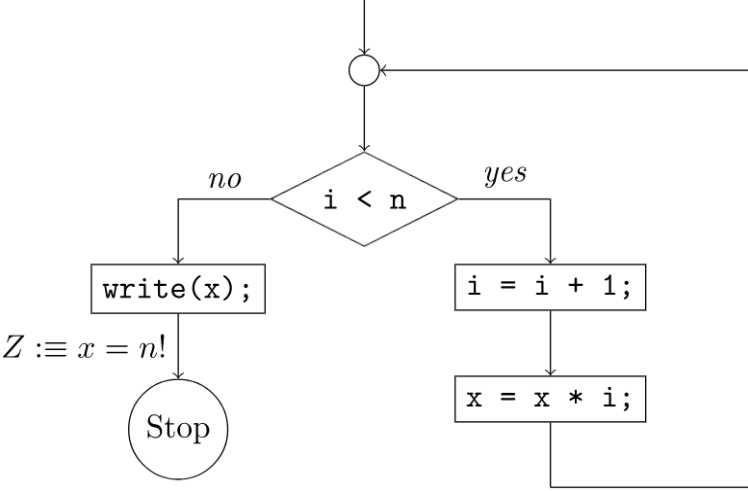 no
yes
i < n
write(x);
i = i + 1;
Z :≡ x = n!
x = x * i;
Stop